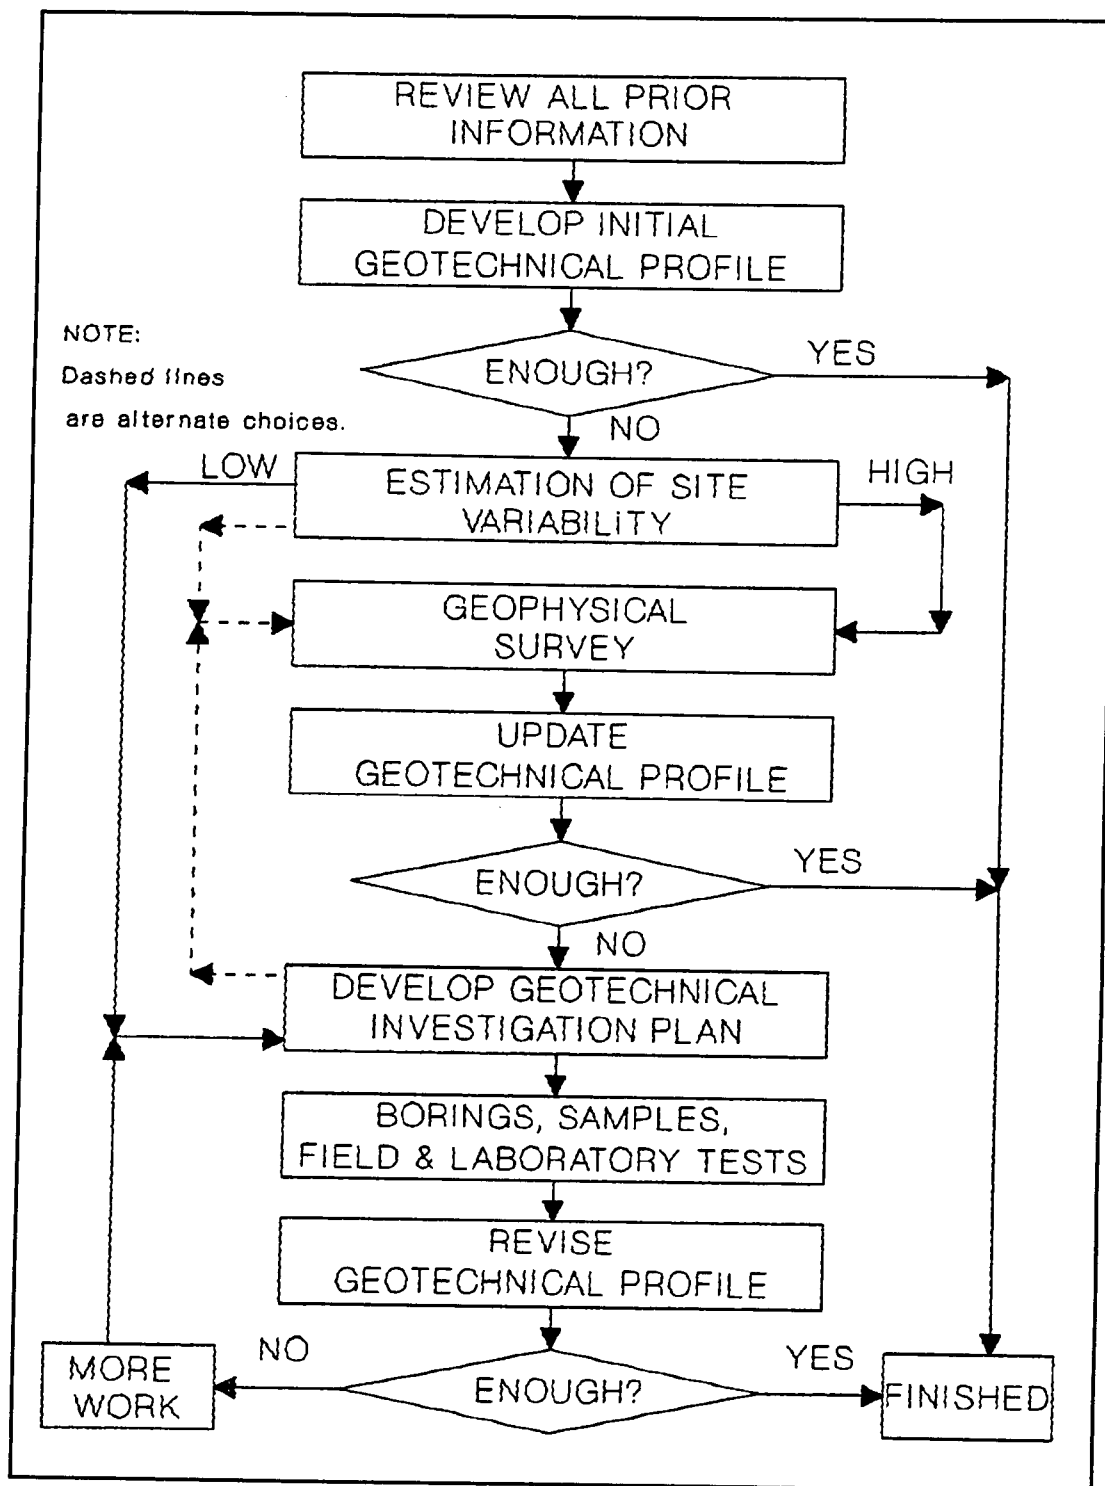 REVIEW ALL PRIOR
INFORMATION
DEVELOP INITIAL
GEOTECHNICAL PROFILE
NOTE:
Dashed lines
are alternate choices.
ENOUGH?
YES
NO
LOW
ESTIMATION OF SITE
VARIABILITY
HIGH
GEOPHYSICAL
SURVEY
UPDATE
GEOTECHNICAL PROFILE
ENOUGH?
YES
NO
DEVELOP GEOTECHNICAL
INVESTIGATION PLAN
BORINGS, SAMPLES,
FIELD & LABORATORY TESTS
REVISE
GEOTECHNICAL PROFILE
MORE
WORK
NO
ENOUGH?
YES
FINISHED